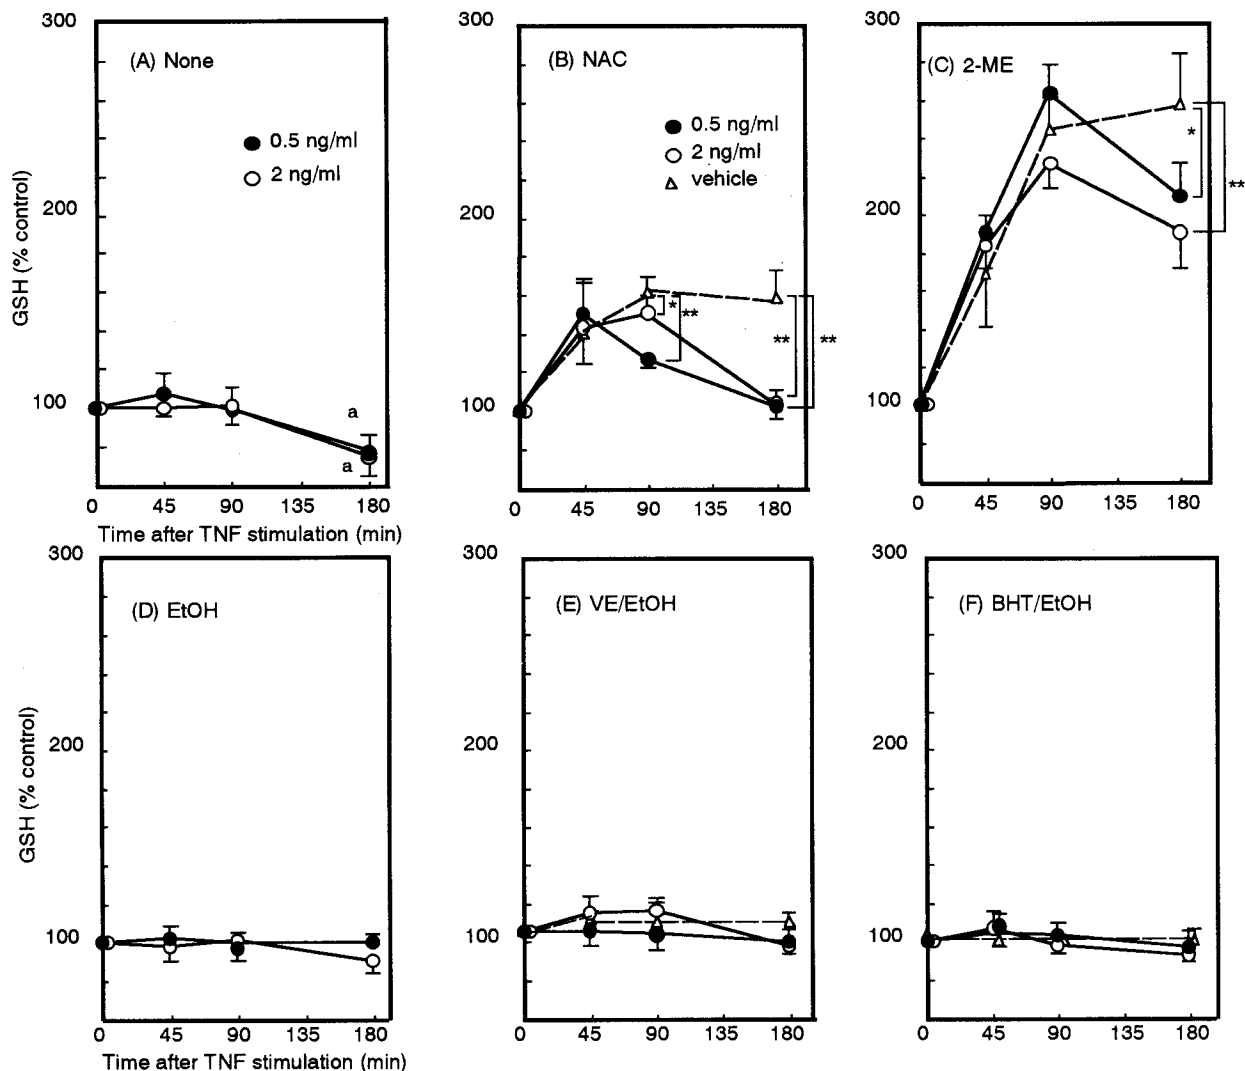 300
(A) None
0.5 ng/ml
2 ng/ml
200
100
a
a
GSH (% control)
0 45 90 135 180
Time after TNF stimulation (min)
300
(B) NAC
0.5 ng/ml
2 ng/ml
vehicle
200
* **
** **
100
0 45 90 135 180
300
(C) 2-ME
*
**
200
100
0 45 90 135 180
300
(D) EtOH
200
100
GSH (% control)
0 45 90 135 180
Time after TNF stimulation (min)
300
(E) VE/EtOH
200
100
0 45 90 135 180
300
(F) BHT/EtOH
200
100
0 45 90 135 180